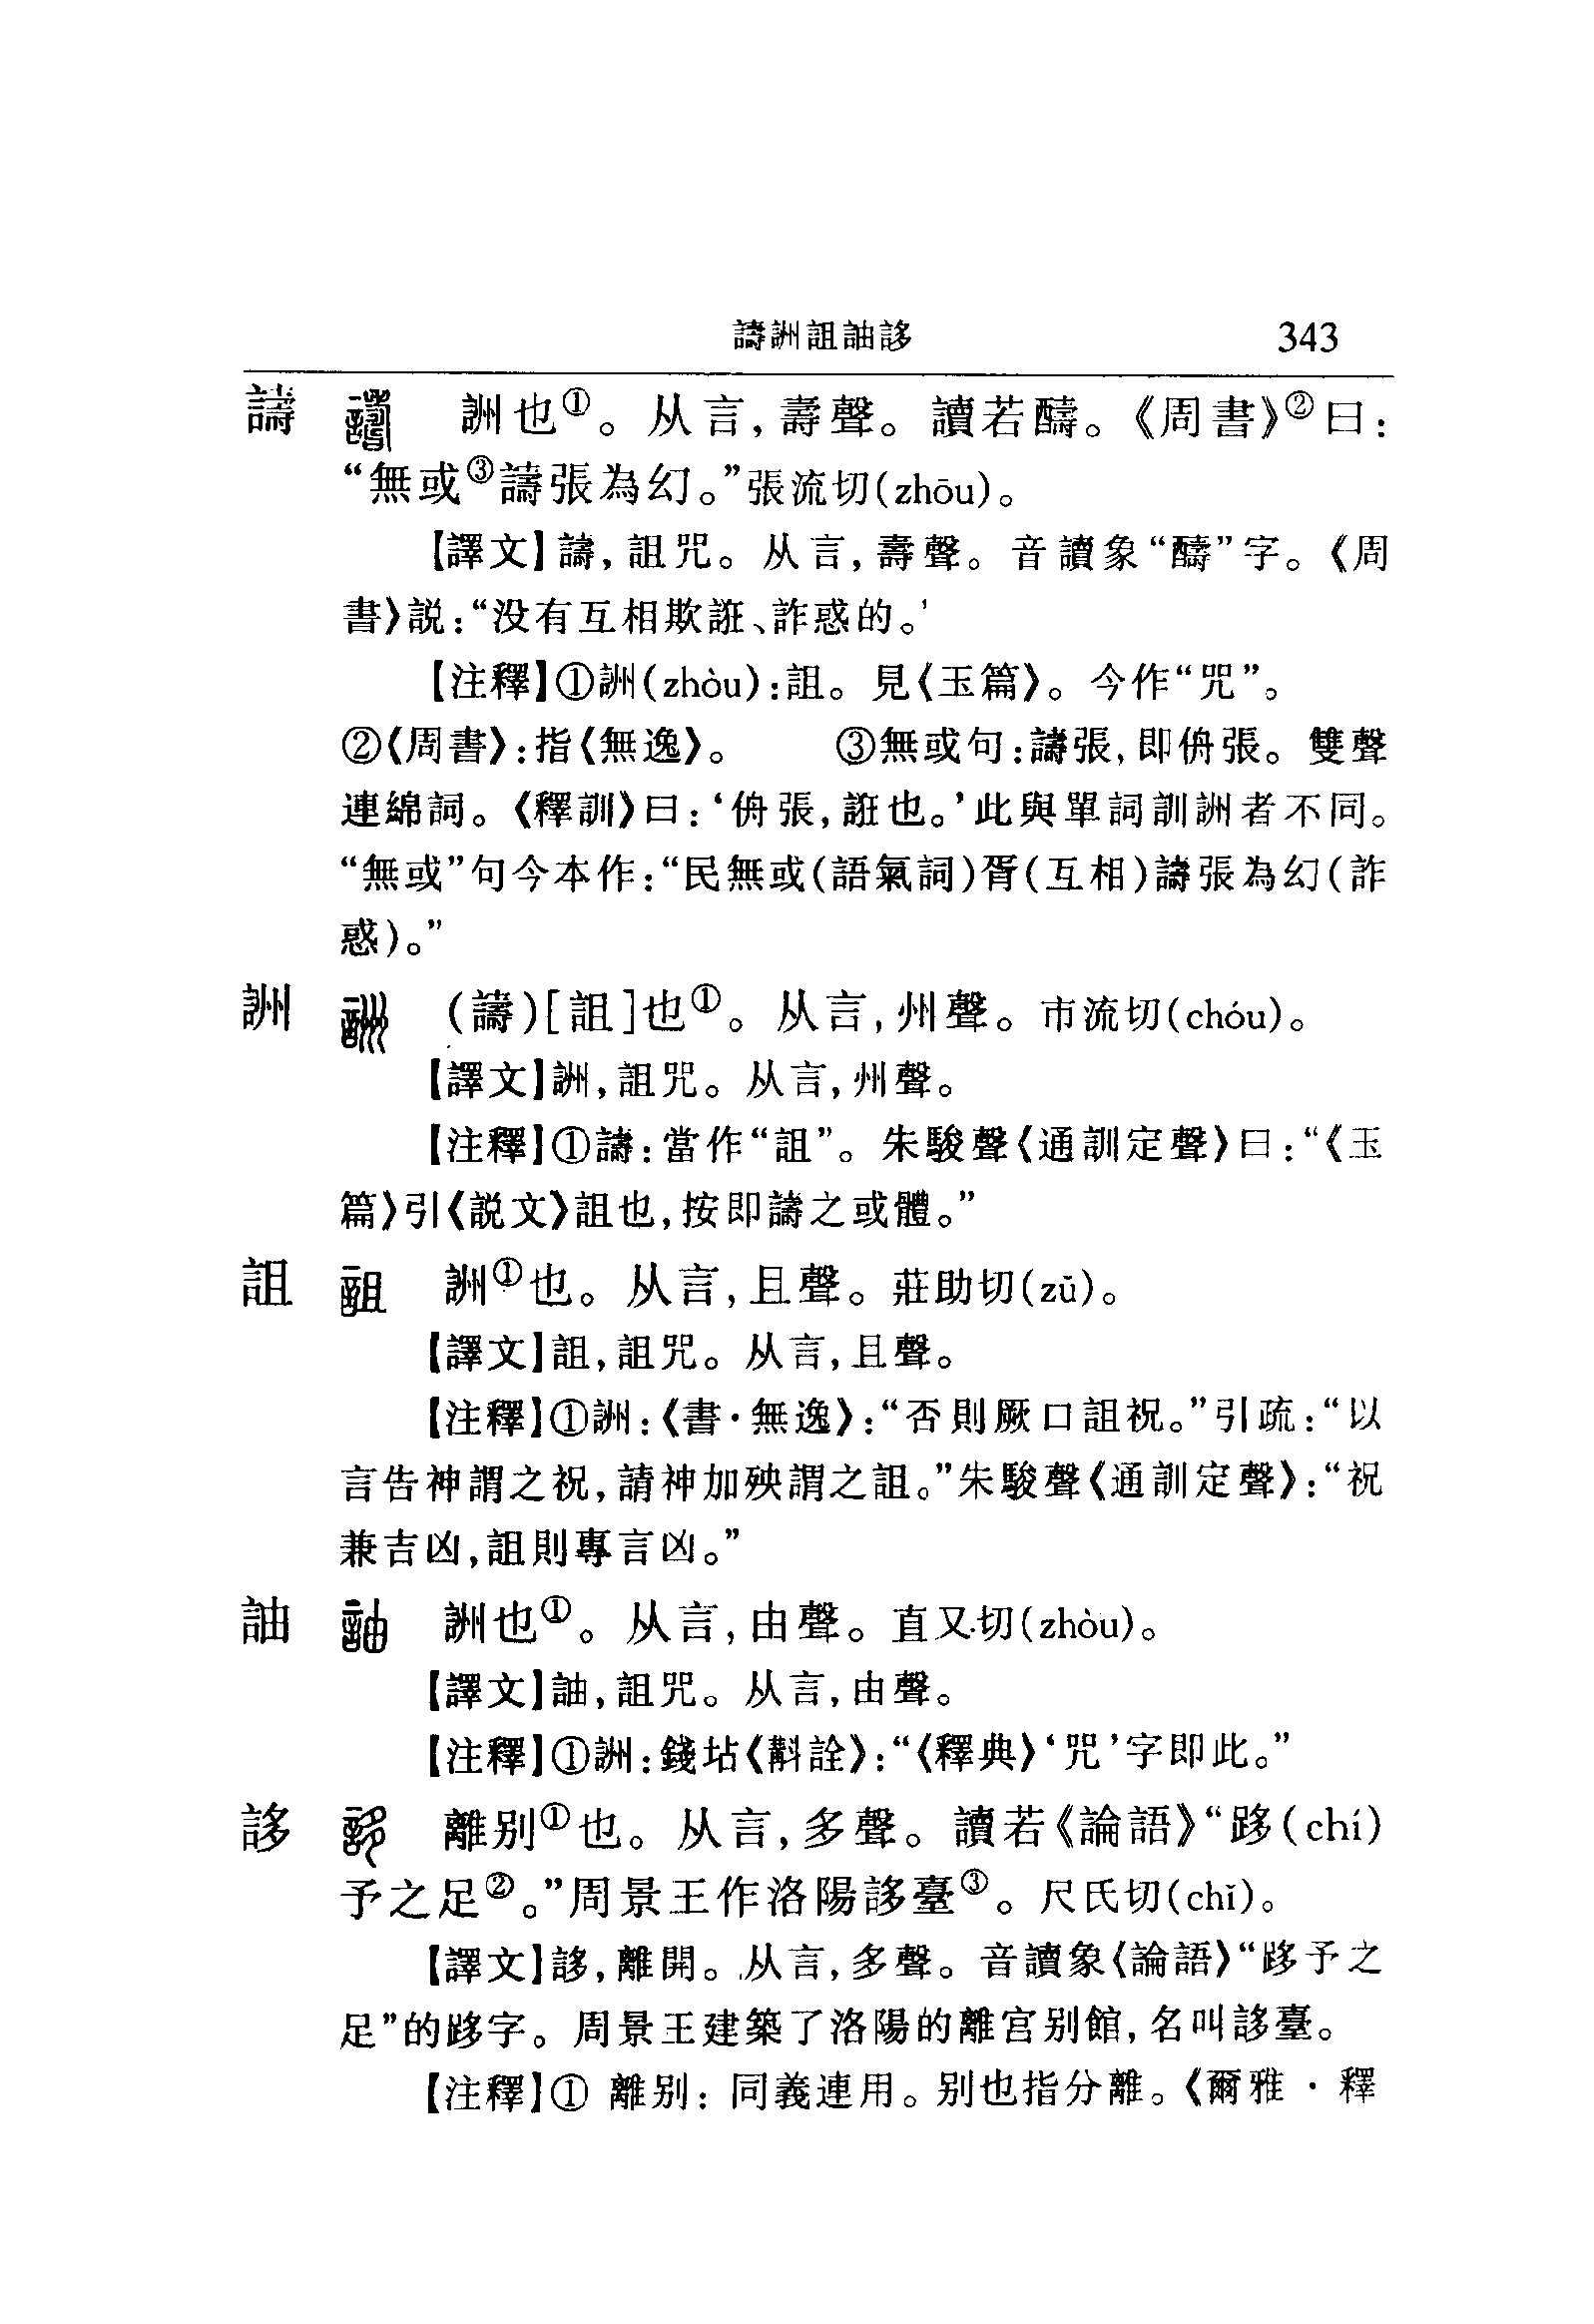 譸詶詛訕誃 343
譸 詶也①。从言,壽聲。讀若醻。《周書》②曰:
“無或③譸張為幻。”張流切(zhōu)。
【譯文】譸,詛咒。从言,壽聲。音讀象“醻”字。《周
書》説:“没有互相欺誑、詐惑的。'
【注釋】①詶(zhòu):詛。見《玉篇》。今作“咒”。
②《周書》:指《無逸》。 ③無或句:譸張,即侜張。雙聲
連綿詞。《釋訓》曰:‘侜張,誑也。’此與單詞訓詶者不同。
“無或”句今本作:“民無或(語氣詞)胥(互相)譸張為幻(詐
惑)。”
詶 (譸)[詛]也①。从言,州聲。市流切(chóu)。
【譯文】詶,詛咒。从言,州聲。
【注釋】①譸:當作“詛”。朱駿聲《通訓定聲》曰:“《玉
篇》引《説文》詛也,按即譸之或體。”
詛 詶①也。从言,且聲。莊助切(zǔ)。
【譯文】詛,詛咒。从言,且聲。
【注釋】①詶:《書·無逸》:“否則厥口詛祝。”引疏:“以
言告神謂之祝,請神加殃謂之詛。”朱駿聲《通訓定聲》:“祝
兼吉凶,詛則專言凶。”
詘 詶也①。从言,由聲。直又切(zhòu)。
【譯文】䛆,詛咒。从言,由聲。
【注釋】①詶:錢坫《斠詮》:“《釋典》‘咒’字即此。”
誃 離别①也。从言,多聲。讀若《論語》“跢(chí)
予之足②。”周景王作洛陽誃臺③。尺氏切(chǐ)。
【譯文】誃,離開。从言,多聲。音讀象《論語》“跢予之
足”的跢字。周景王建築了洛陽的離宫别館,名叫誃臺。
【注釋】① 離别:同義連用。别也指分離。《爾雅·釋